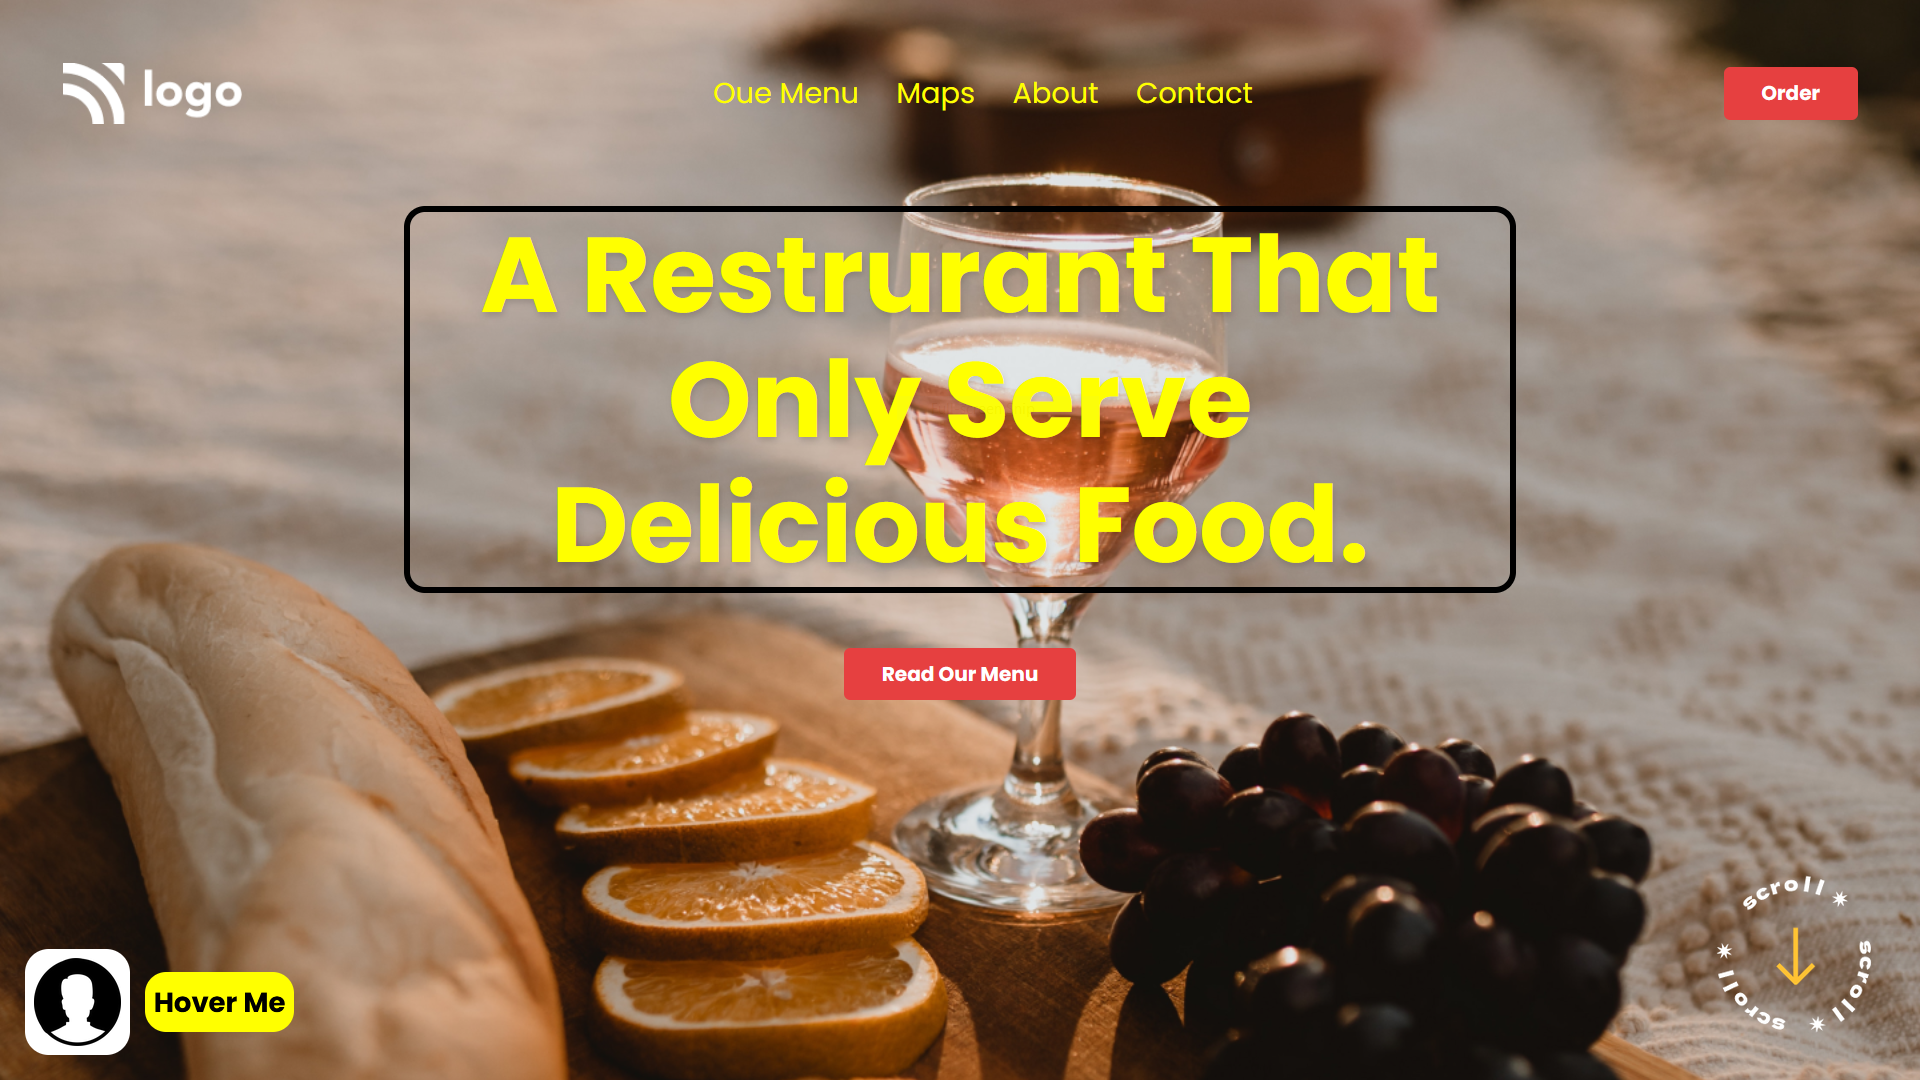 logo
Oue Menu Maps About Contact
Order
A Restrurant That
Only Serve
Delicious Food.
Read Our Menu
Hover Me
scroll * scroll * scroll *